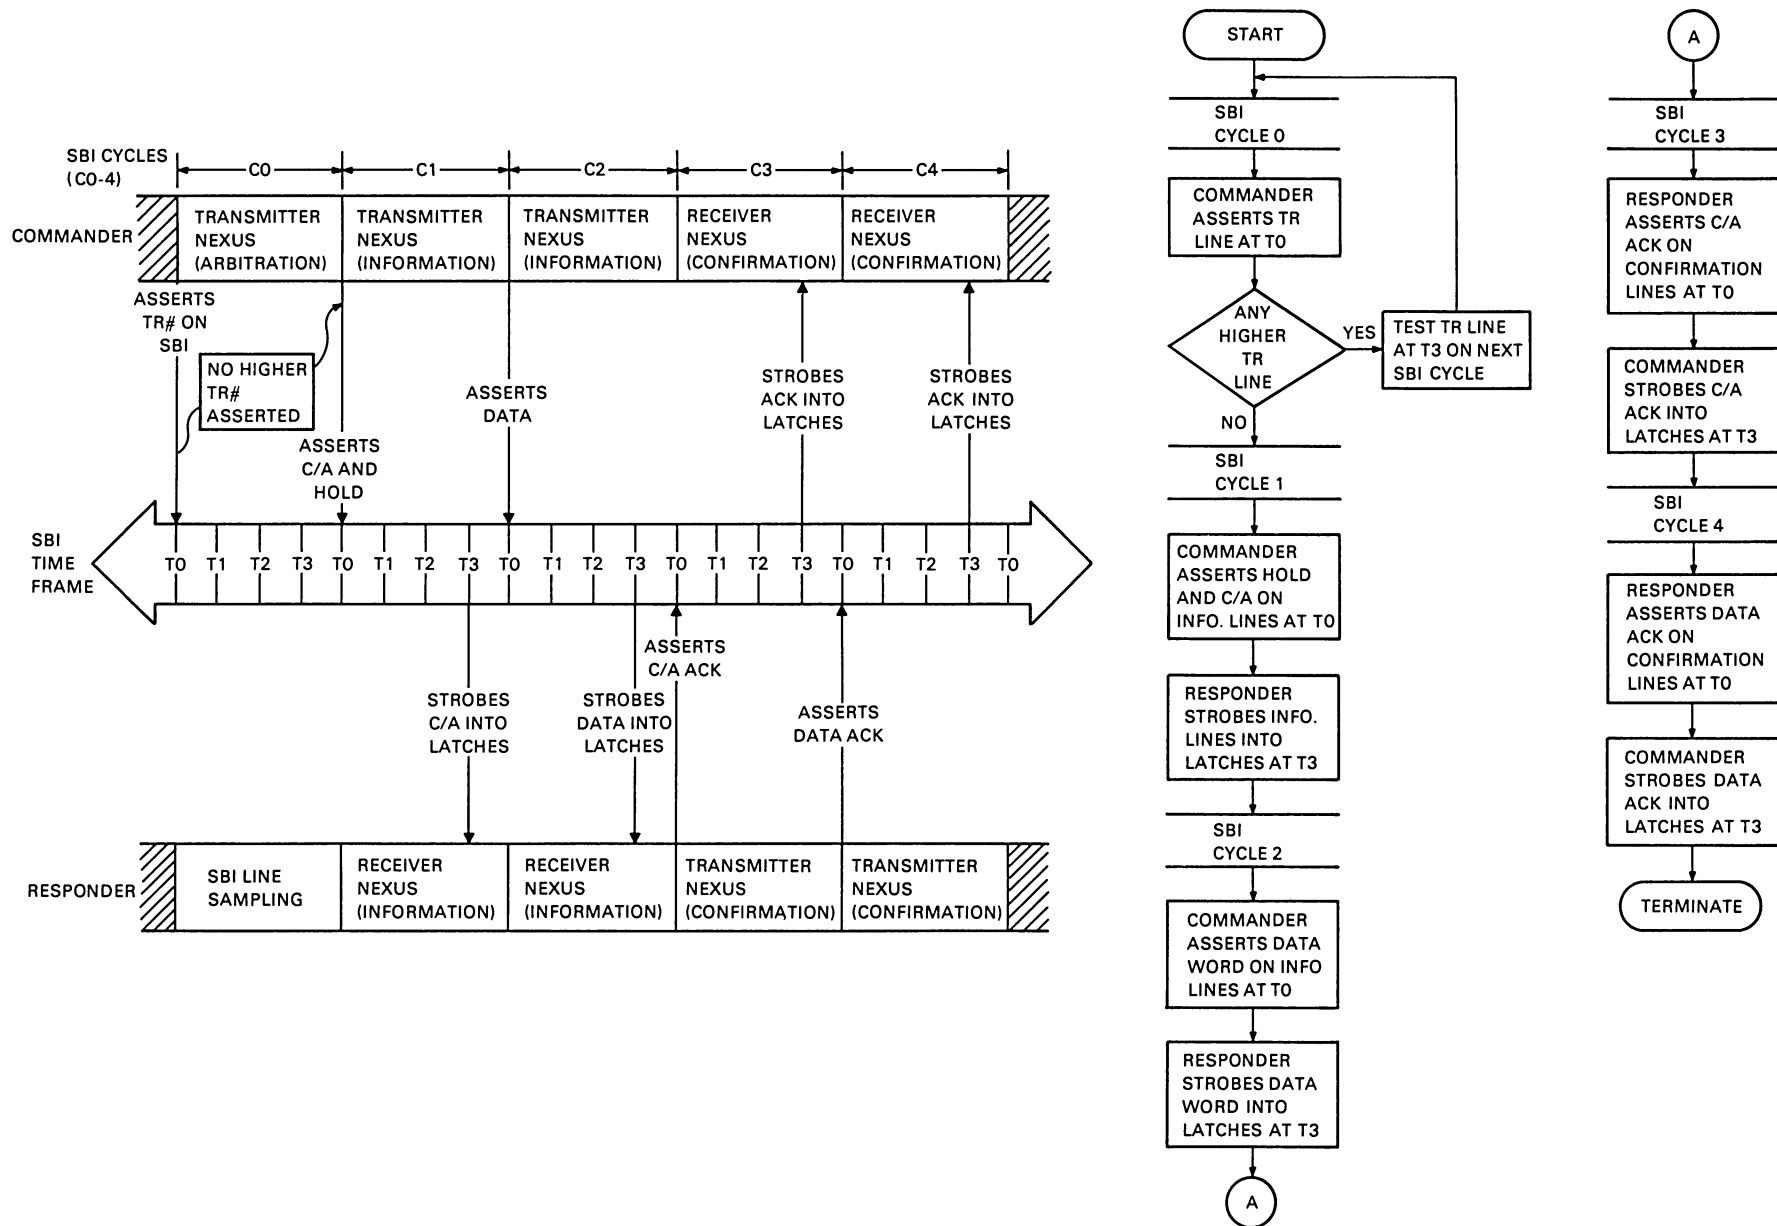 SBI CYCLES
(C0-4)
C0
C1
C2
C3
C4
COMMANDER
TRANSMITTER
NEXUS
(ARBITRATION)
TRANSMITTER
NEXUS
(INFORMATION)
TRANSMITTER
NEXUS
(INFORMATION)
RECEIVER
NEXUS
(CONFIRMATION)
RECEIVER
NEXUS
(CONFIRMATION)
ASSERTS
TR# ON
SBI
NO HIGHER
TR#
ASSERTED
ASSERTS
C/A AND
HOLD
ASSERTS
DATA
STROBES
ACK INTO
LATCHES
STROBES
ACK INTO
LATCHES
SBI
TIME
FRAME
T0 T1 T2 T3 T0 T1 T2 T3 T0 T1 T2 T3 T0 T1 T2 T3 T0 T1 T2 T3 T0
STROBES
C/A INTO
LATCHES
STROBES
DATA INTO
LATCHES
ASSERTS
C/A ACK
ASSERTS
DATA ACK
RESPONDER
SBI LINE
SAMPLING
RECEIVER
NEXUS
(INFORMATION)
RECEIVER
NEXUS
(INFORMATION)
TRANSMITTER
NEXUS
(CONFIRMATION)
TRANSMITTER
NEXUS
(CONFIRMATION)
START
SBI
CYCLE 0
COMMANDER
ASSERTS TR
LINE AT T0
ANY
HIGHER
TR
LINE
YES
TEST TR LINE
AT T3 ON NEXT
SBI CYCLE
NO
SBI
CYCLE 1
COMMANDER
ASSERTS HOLD
AND C/A ON
INFO. LINES AT T0
RESPONDER
STROBES INFO.
LINES INTO
LATCHES AT T3
SBI
CYCLE 2
COMMANDER
ASSERTS DATA
WORD ON INFO
LINES AT T0
RESPONDER
STROBES DATA
WORD INTO
LATCHES AT T3
A
A
SBI
CYCLE 3
RESPONDER
ASSERTS C/A
ACK ON
CONFIRMATION
LINES AT T0
COMMANDER
STROBES C/A
ACK INTO
LATCHES AT T3
SBI
CYCLE 4
RESPONDER
ASSERTS DATA
ACK ON
CONFIRMATION
LINES AT T0
COMMANDER
STROBES DATA
ACK INTO
LATCHES AT T3
TERMINATE